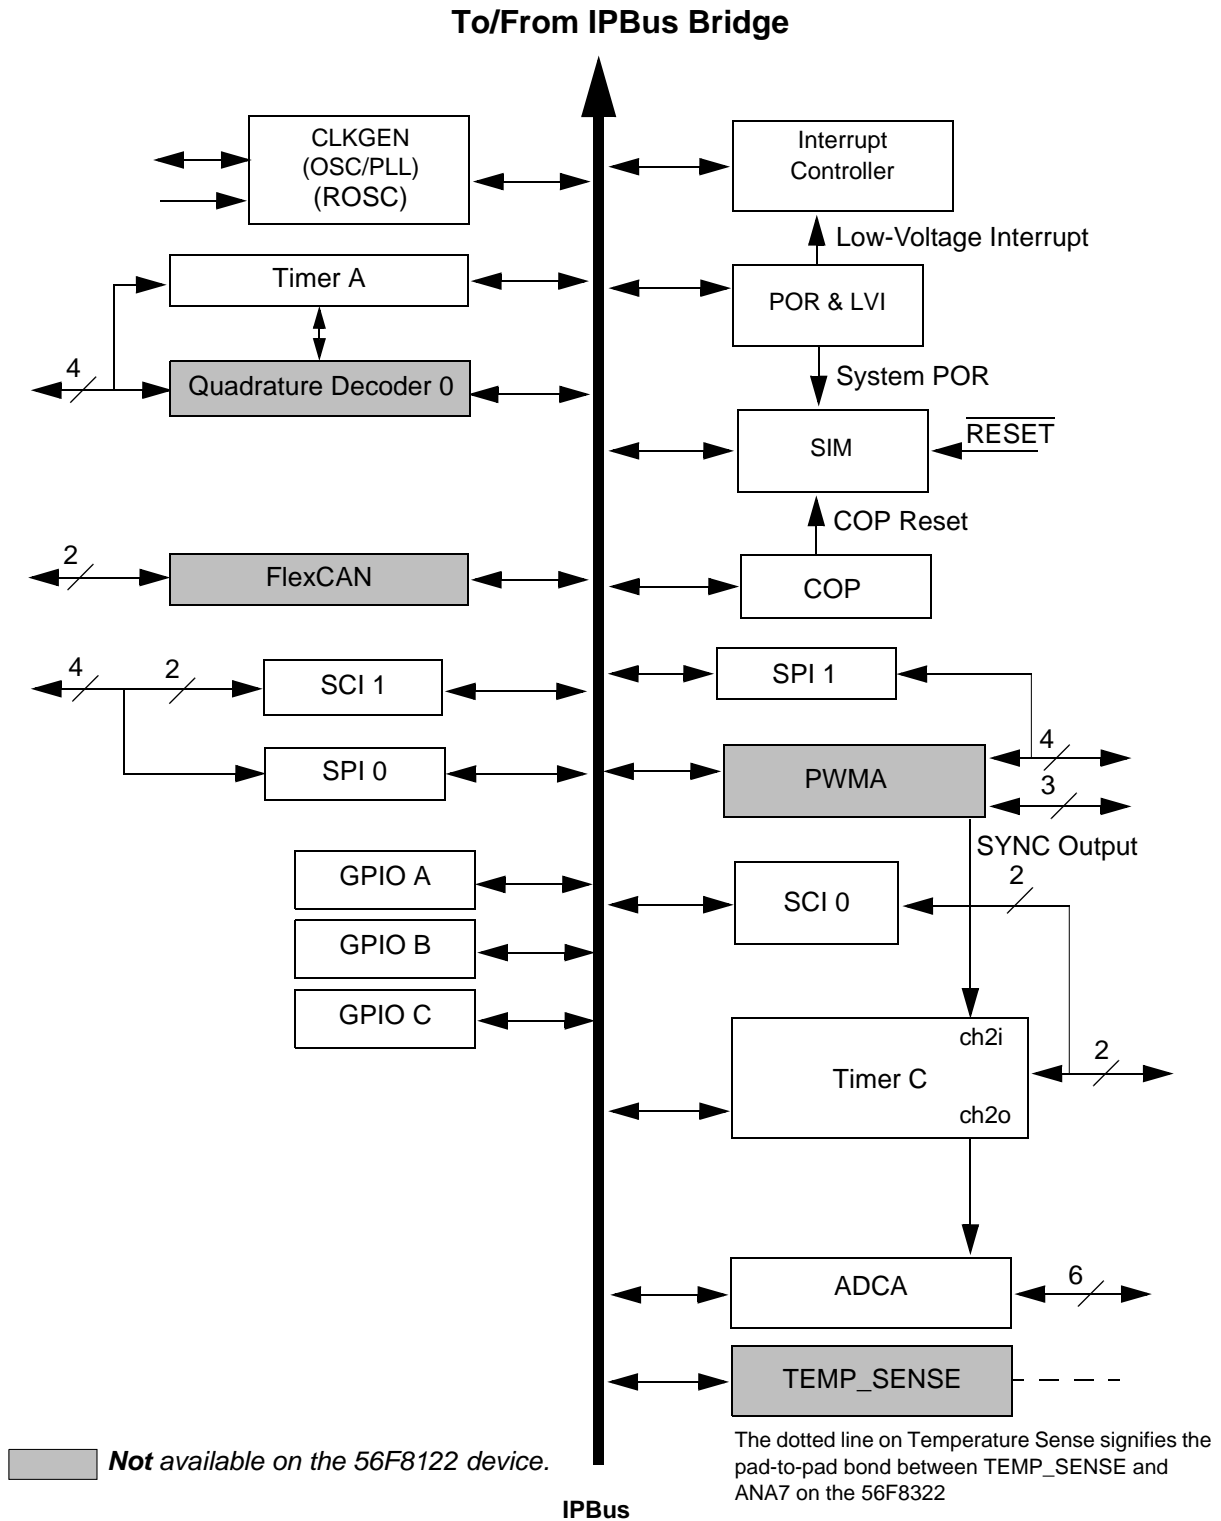 To/From IPBus Bridge
CLKGEN
(OSC/PLL)
(ROSC)
Interrupt
Controller
Low-Voltage Interrupt
Timer A
POR & LVI
4
Quadrature Decoder 0
System POR
SIM
RESET
COP Reset
2
FlexCAN
COP
4
2
SCI 1
SPI 1
SPI 0
4
PWMA
3
SYNC Output
GPIO A
2
SCI 0
GPIO B
GPIO C
ch2i
Timer C
2
ch2o
ADCA
6
TEMP_SENSE
Not available on the 56F8122 device.
The dotted line on Temperature Sense signifies the
pad-to-pad bond between TEMP_SENSE and
ANA7 on the 56F8322
IPBus